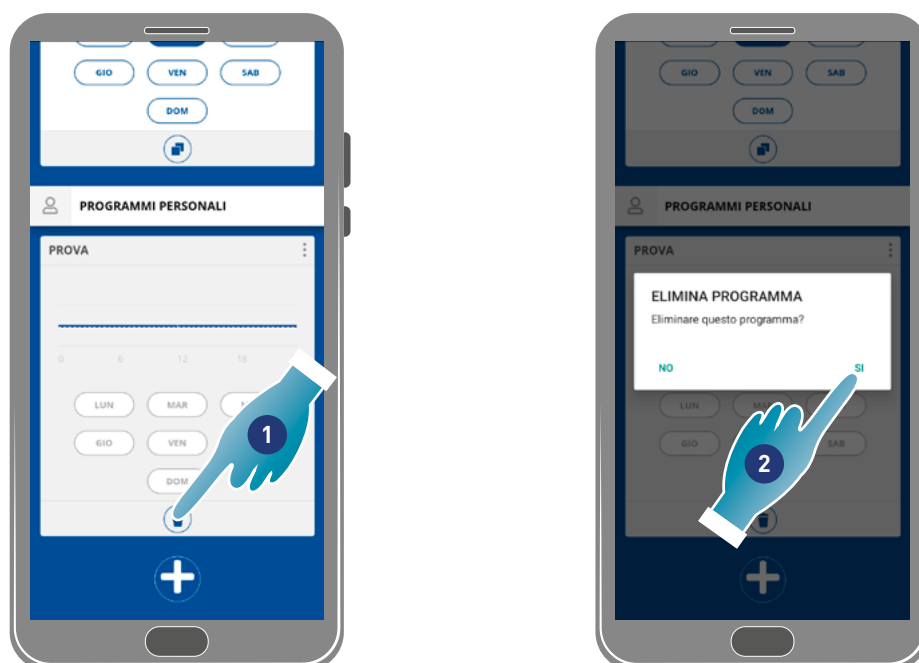 GIO VEN SAB
DOM
PROGRAMMI PERSONALI
PROVA
0 6 12 18
LUN MAR
GIO VEN
DOM
1
GIO VEN SAB
DOM
PROGRAMMI PERSONALI
PROVA
ELIMINA PROGRAMMA
Eliminare questo programma?
NO SI
LUN MAR
GIO SAB
2